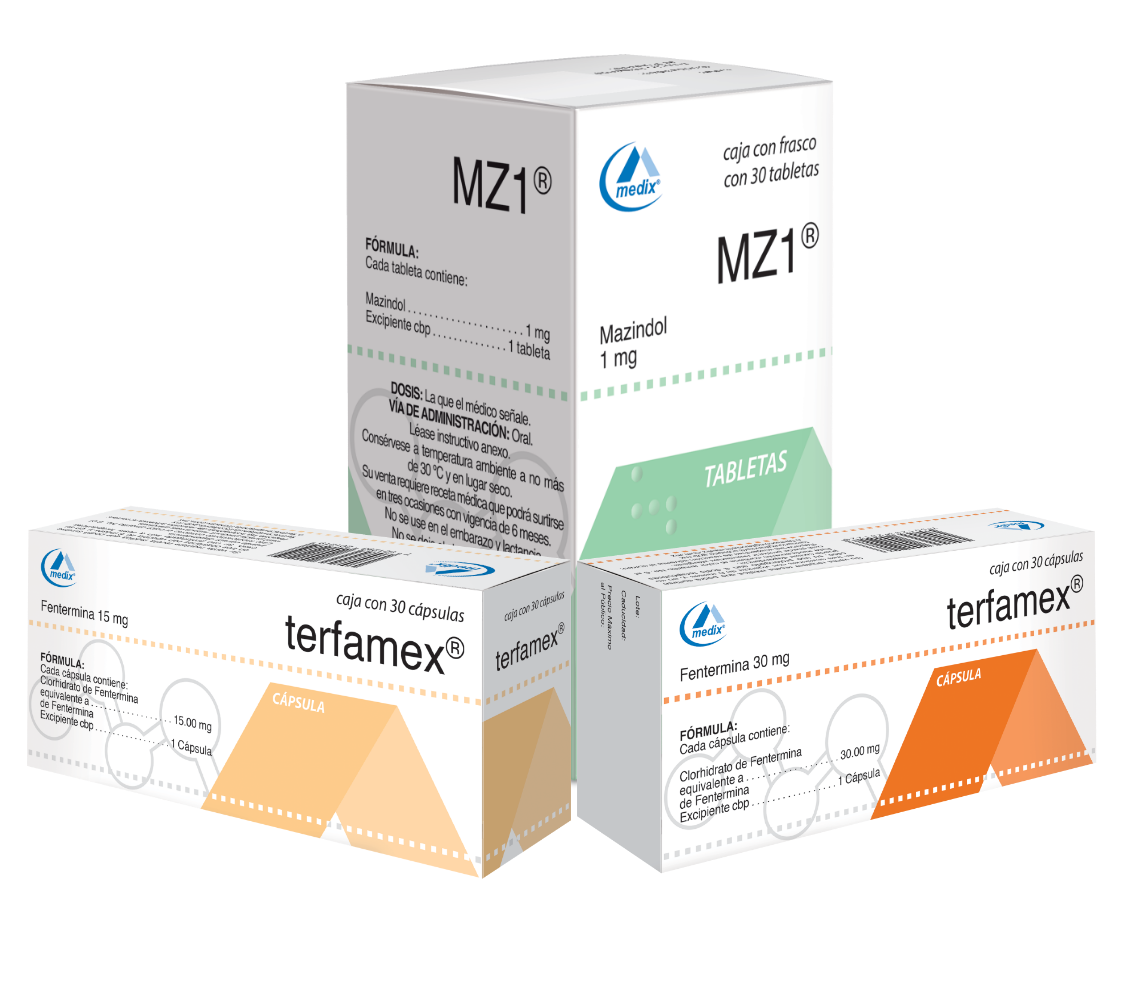 MZ1®
FÓRMULA:
Cada tableta contiene:
Mazindol . . . . . . . . . . . . . . . . . . . . . 1 mg
Excipiente cbp . . . . . . . . . . . . . . 1 tableta
DOSIS: La que el médico señale.
VÍA DE ADMINISTRACIÓN: Oral.
Léase instructivo anexo.
Consérvese a temperatura ambiente a no más
de 30 °C y en lugar seco.
Su venta requiere receta médica que podrá surtirse
en tres ocasiones con vigencia de 6 meses.
No se use en el embarazo y lactancia
medix®
caja con frasco
con 30 tabletas
MZ1®
Mazindol
1 mg
TABLETAS
medix®
caja con 30 cápsulas
Fentermina 15 mg
terfamex®
FÓRMULA:
Cada cápsula contiene:
Clorhidrato de Fentermina
equivalente a . . . . . . . . . . . . . . . . . . 15.00 mg
de Fentermina
Excipiente cbp . . . . . . . . . . . . . . . . 1 Cápsula
CÁPSULA
caja con 30 cápsulas
terfamex®
Lote:
Caducidad:
Precio Máximo
al Público:
medix®
caja con 30 cápsulas
terfamex®
Fentermina 30 mg
FÓRMULA:
Cada cápsula contiene:
Clorhidrato de Fentermina
equivalente a . . . . . . . . . . . . . . . . . . 30.00 mg
de Fentermina
Excipiente cbp . . . . . . . . . . . . . . . . 1 Cápsula
CÁPSULA